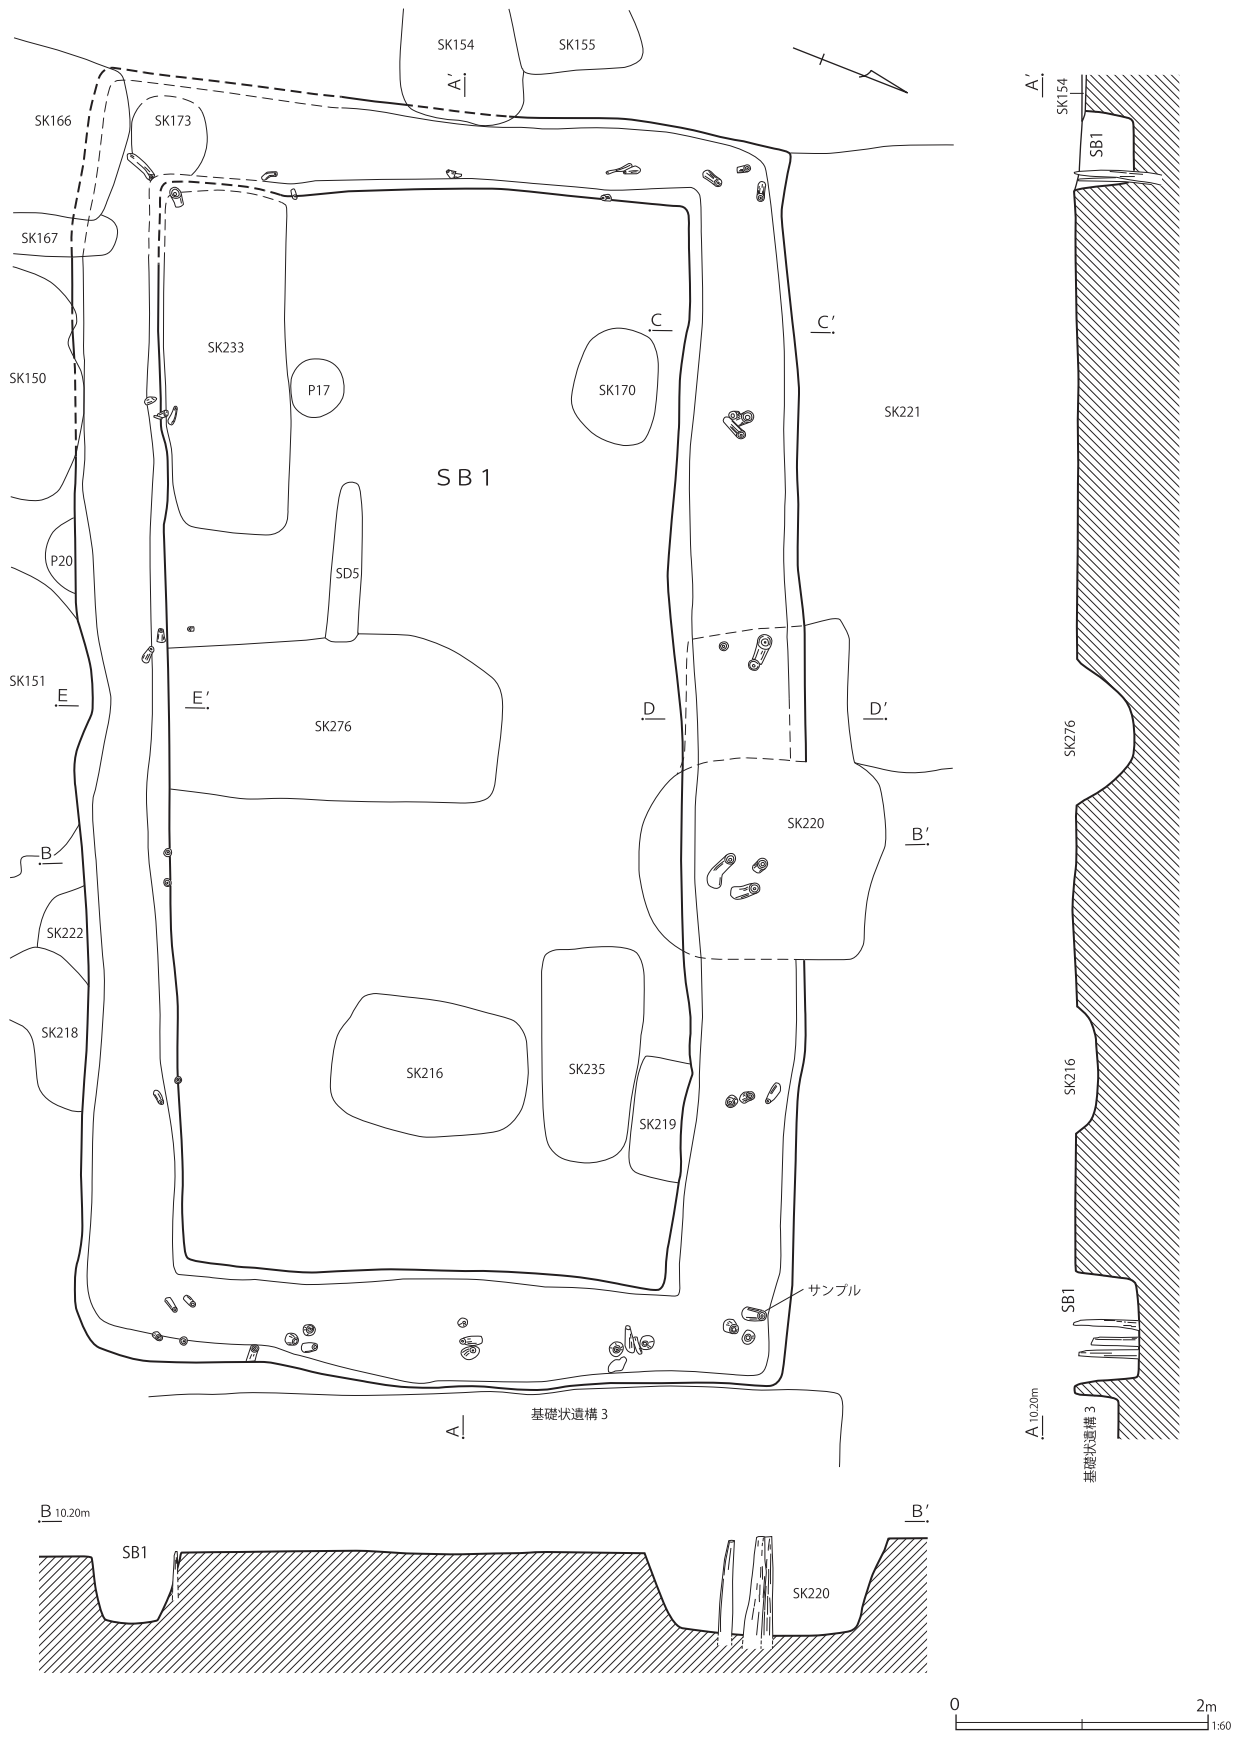 SK154
SK155
A′
SK166
SK173
SK167
C
C′
SK233
SK150
P17
SK170
SK221
SB1
P20
SD5
SK151
E
E′
SK276
D
D′
SK220
B
B′
SK222
SK218
SK216
SK235
SK219
サンプル
基礎状遺構 3
A
A′
SK154
SB1
SK276
SK216
SB1
A 10.20m
基礎状遺構 3
B 10.20m
B′
SB1
SK220
0
2m
1:60